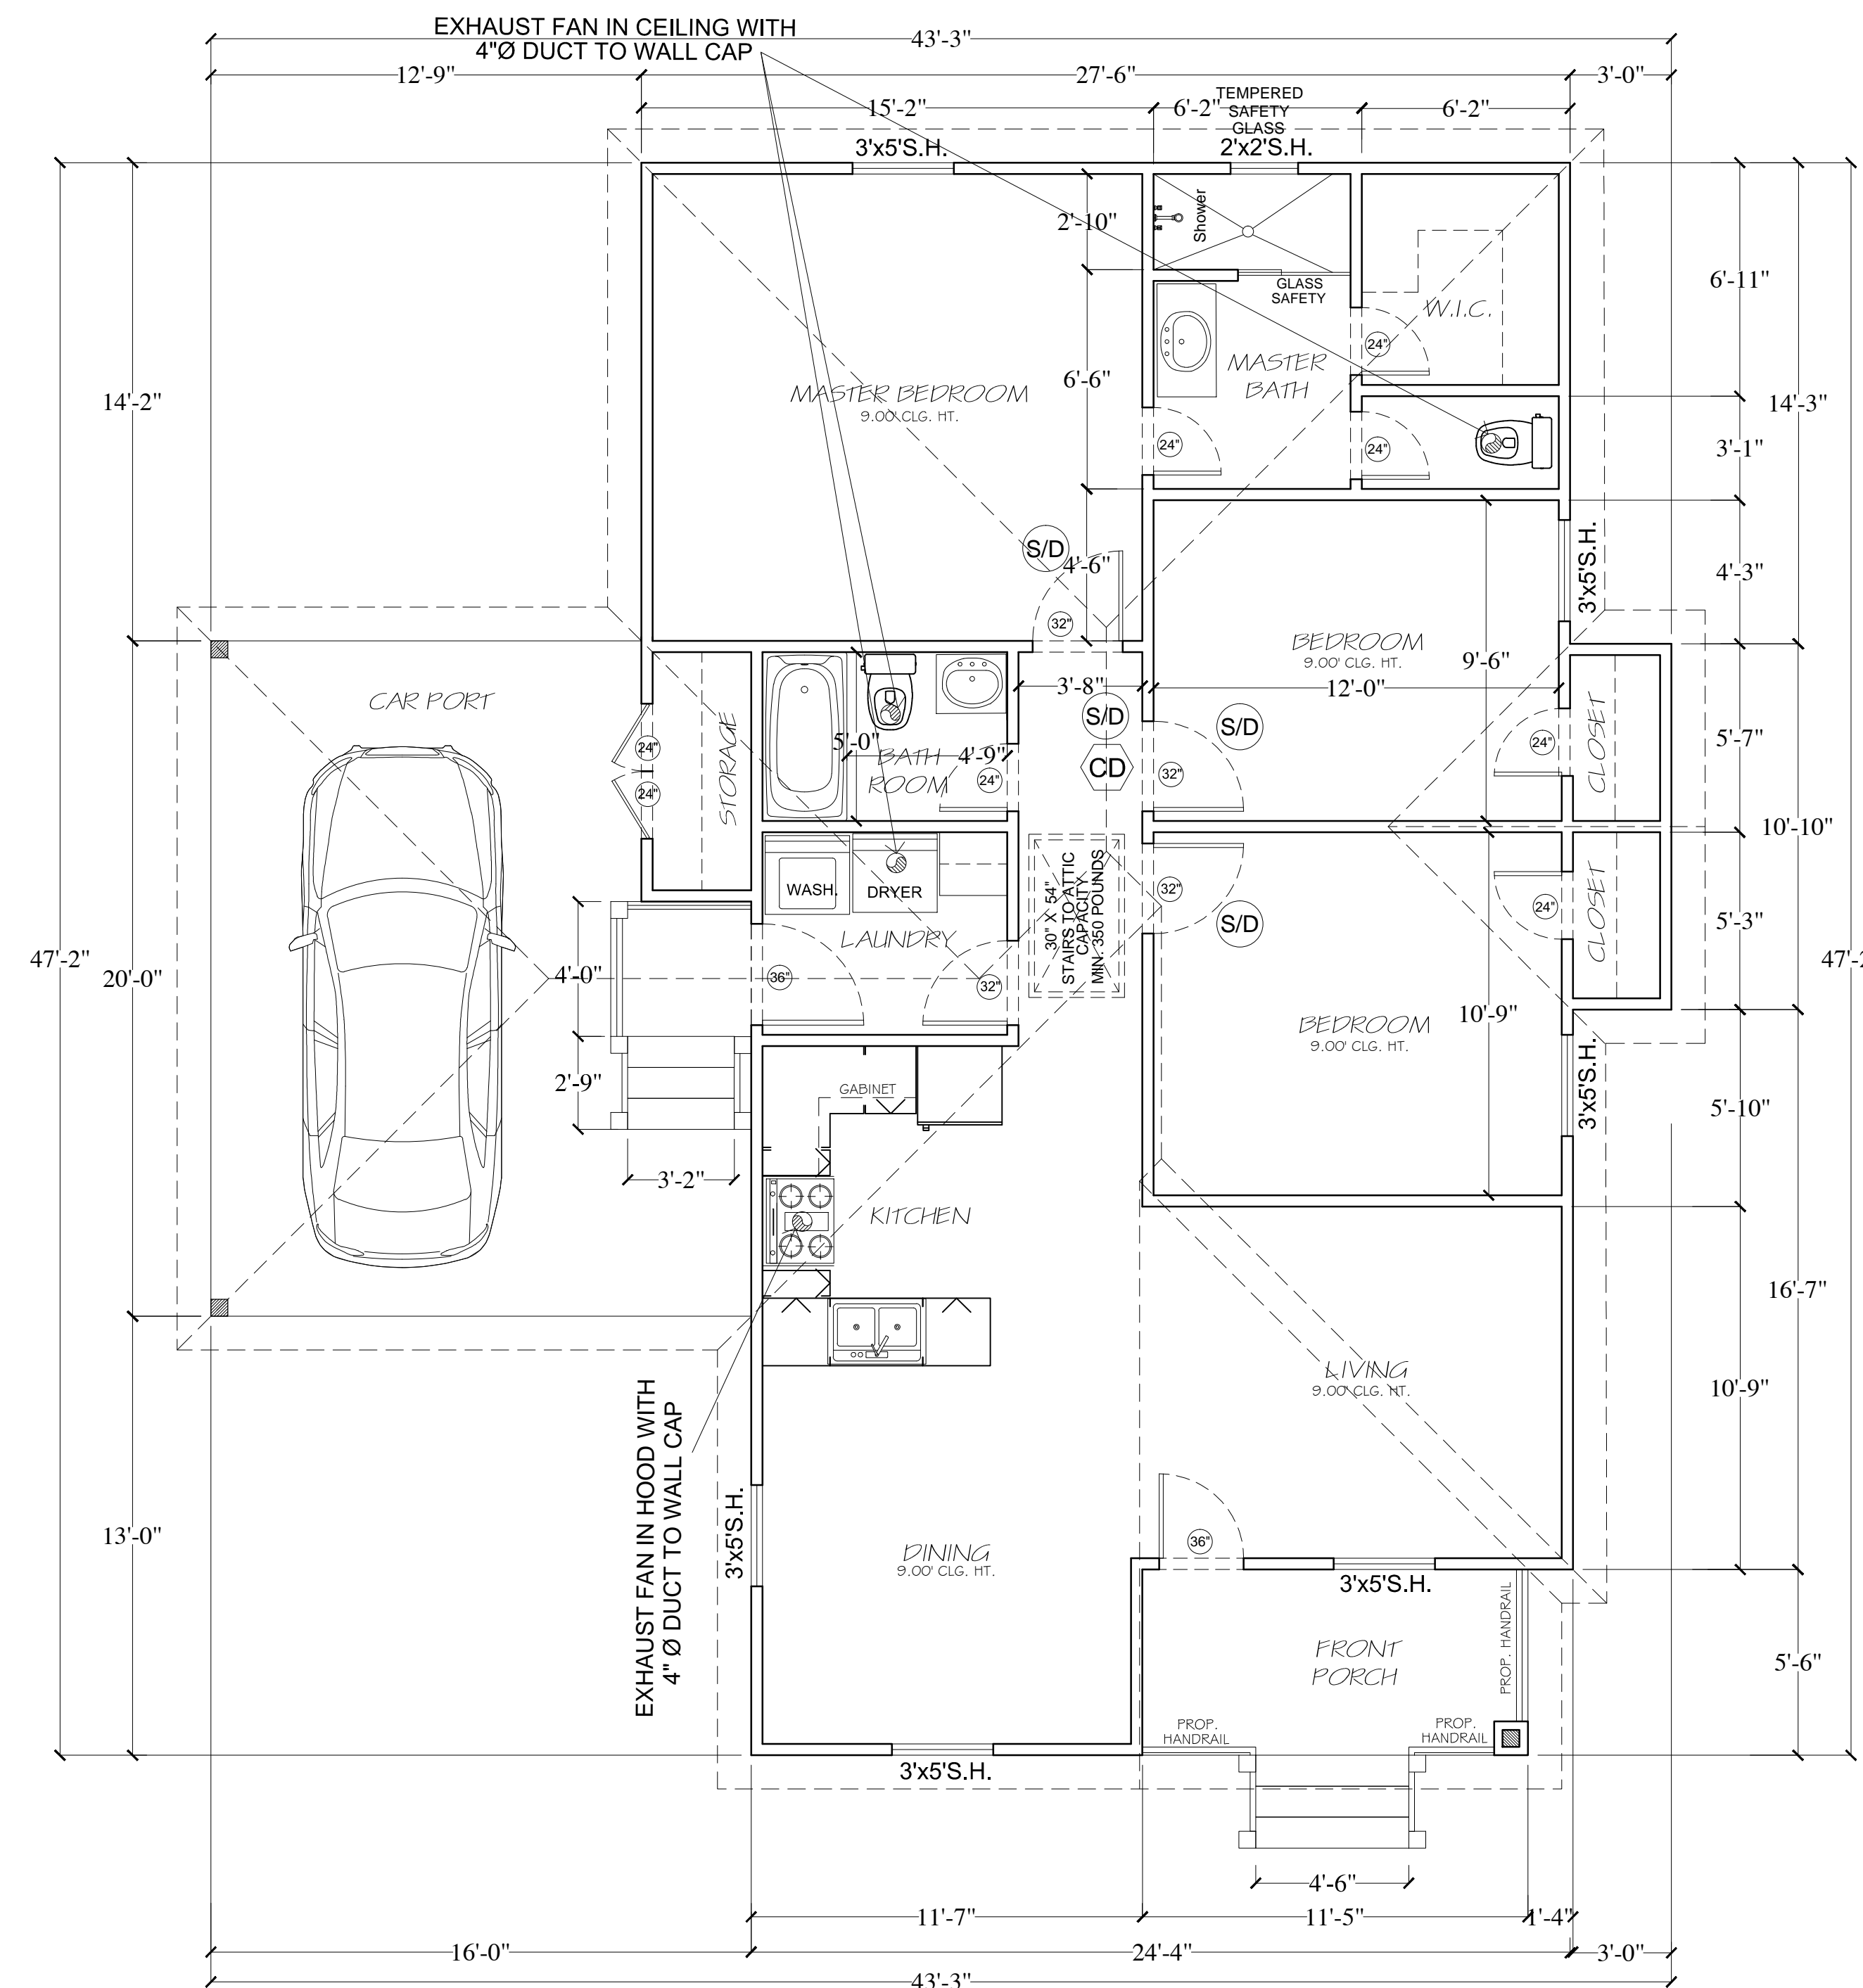 EXHAUST FAN IN CEILING WITH
4"Ø DUCT TO WALL CAP
43'-3"
12'-9"
27'-6"
3'-0"
15'-2"
6'-2"
6'-2"
TEMPERED
SAFETY
GLASS
3'x5'S.H.
2'x2'S.H.
2'-10"
Shower
GLASS
SAFETY
W.I.C.
6'-11"
24"
MASTER
BATH
6'-6"
MASTER BEDROOM
9.00' CLG. HT.
14'-2"
14'-3"
24"
24"
3'-1"
S/D
4'-6"
3'x5'S.H.
4'-3"
32"
BEDROOM
9.00' CLG. HT.
9'-6"
12'-0"
3'-8"
CAR PORT
STORAGE
24"
24"
5'-0"
BATH
ROOM
4'-9"
24"
S/D
CD
S/D
32"
24"
CLOSET
5'-7"
10'-10"
WASH.
DRYER
30" X 54"
STAIRS TO ATTIC
CAPACITY
MIN. 350 POUNDS
32"
S/D
24"
CLOSET
5'-3"
LAUNDRY
47'-2"
20'-0"
4'-0"
36"
32"
47'-2
BEDROOM
9.00' CLG. HT.
10'-9"
3'x5'S.H.
2'-9"
GABINET
5'-10"
3'-2"
KITCHEN
16'-7"
LIVING
9.00' CLG. HT.
10'-9"
EXHAUST FAN IN HOOD WITH
4" Ø DUCT TO WALL CAP
3'x5'S.H.
13'-0"
DINING
9.00' CLG. HT.
36"
3'x5'S.H.
PROP. HANDRAIL
FRONT
PORCH
5'-6"
PROP.
HANDRAIL
PROP.
HANDRAIL
3'x5'S.H.
4'-6"
11'-7"
11'-5"
1'-4"
16'-0"
24'-4"
3'-0"
43'-3"